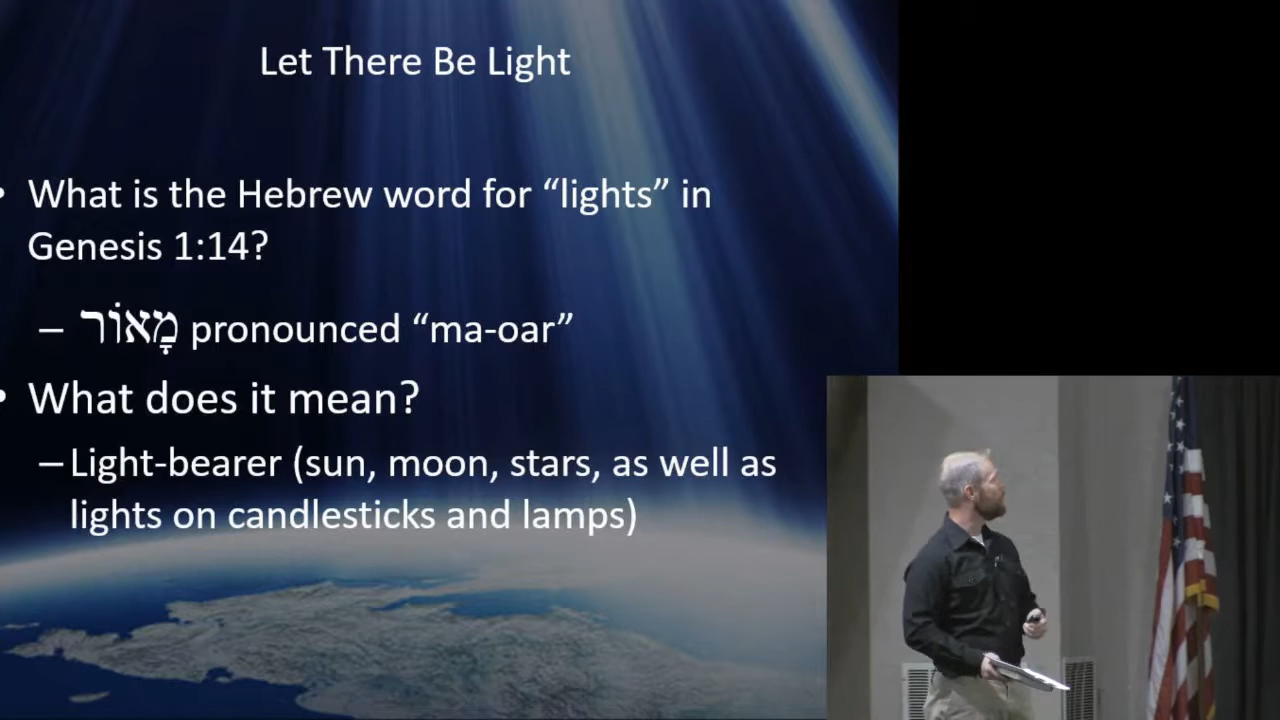 Let There Be Light
• What is the Hebrew word for “lights” in
Genesis 1:14?
– מָאוֹר pronounced “ma-oar”
• What does it mean?
– Light-bearer (sun, moon, stars, as well as
lights on candlesticks and lamps)